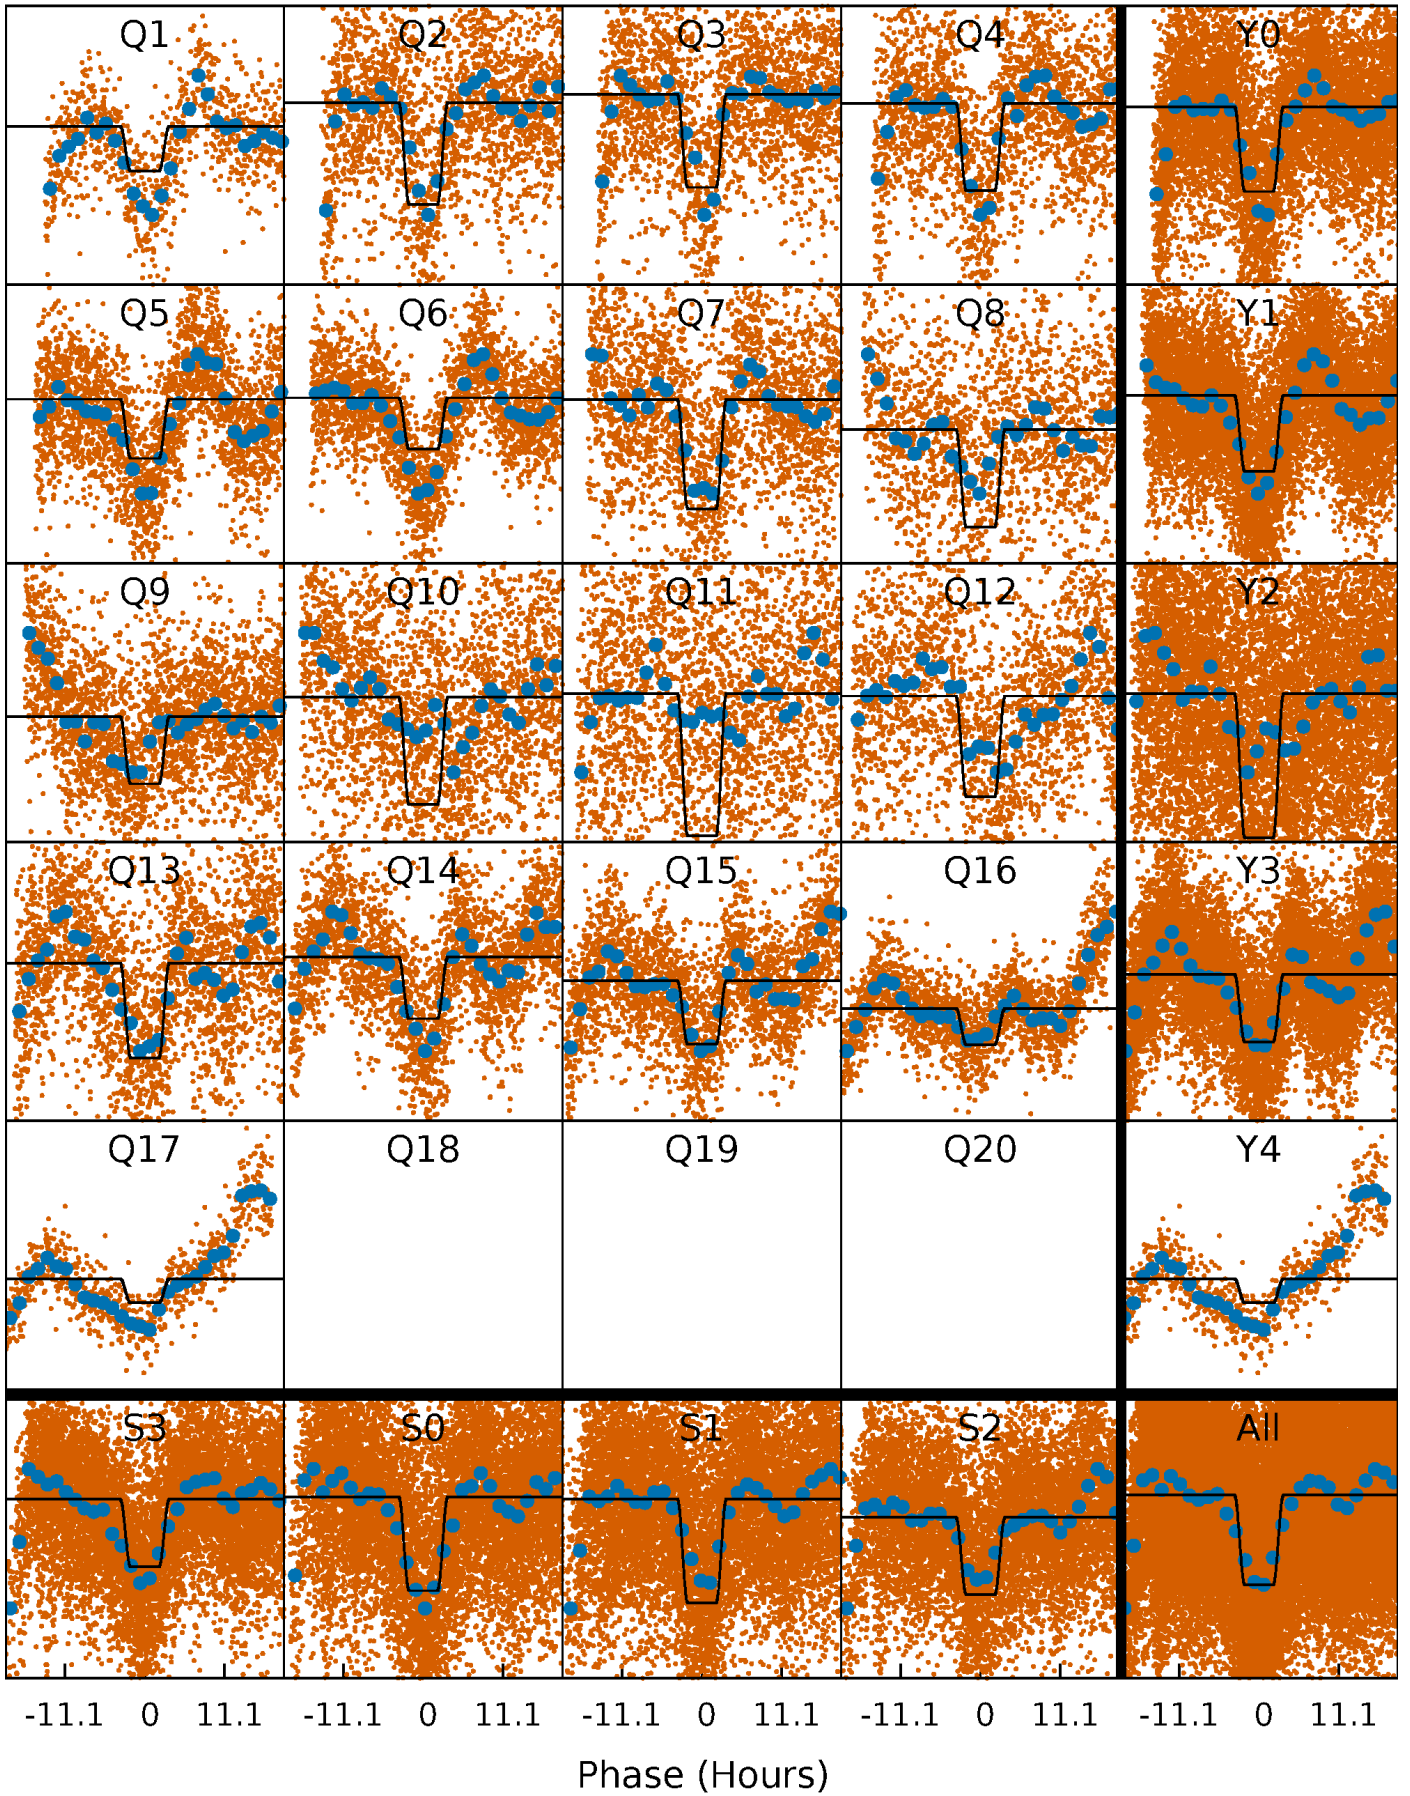 Q1 Q2 Q3 Q4 Y0
Q5 Q6 Q7 Q8 Y1
Q9 Q10 Q11 Q12 Y2
Q13 Q14 Q15 Q16 Y3
Q17 Q18 Q19 Q20 Y4
S3 S0 S1 S2 All
-11.1 0 11.1 -11.1 0 11.1 -11.1 0 11.1 -11.1 0 11.1 -11.1 0 11.1
Phase (Hours)